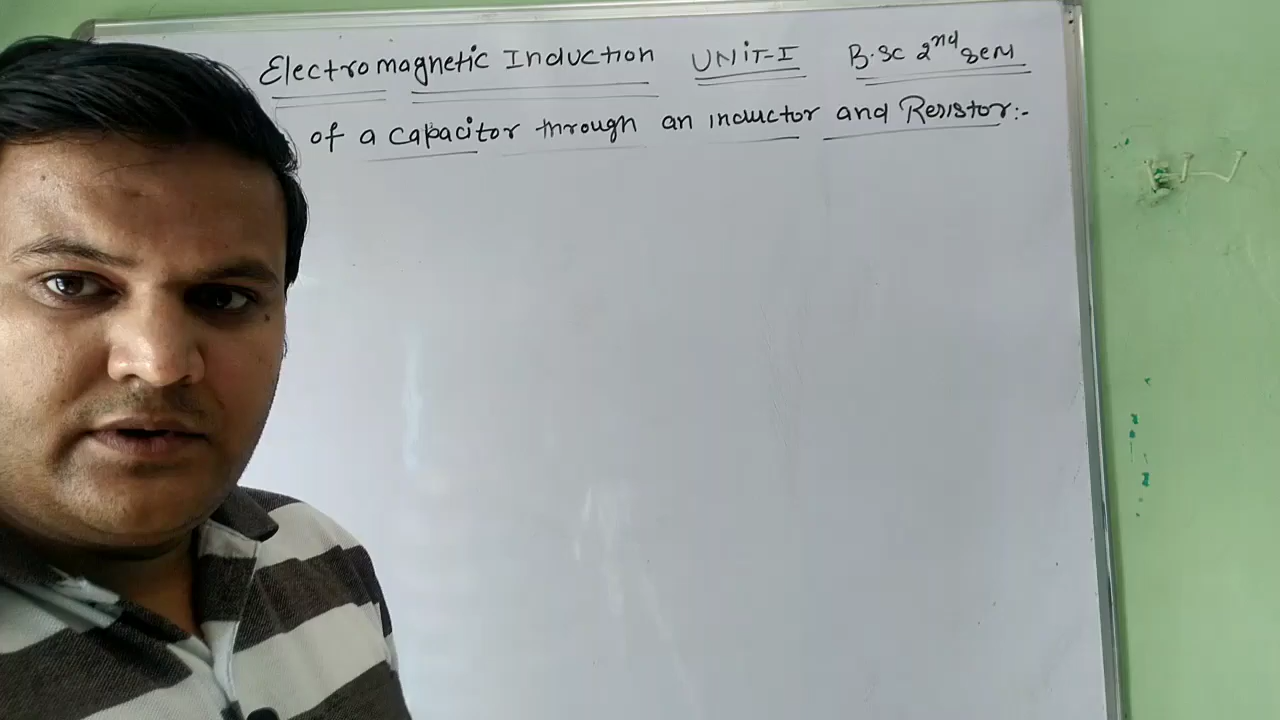 Electromagnetic Induction UNiT-I B.SC 2nd sem
of a capacitor through an inductor and Resistor:-